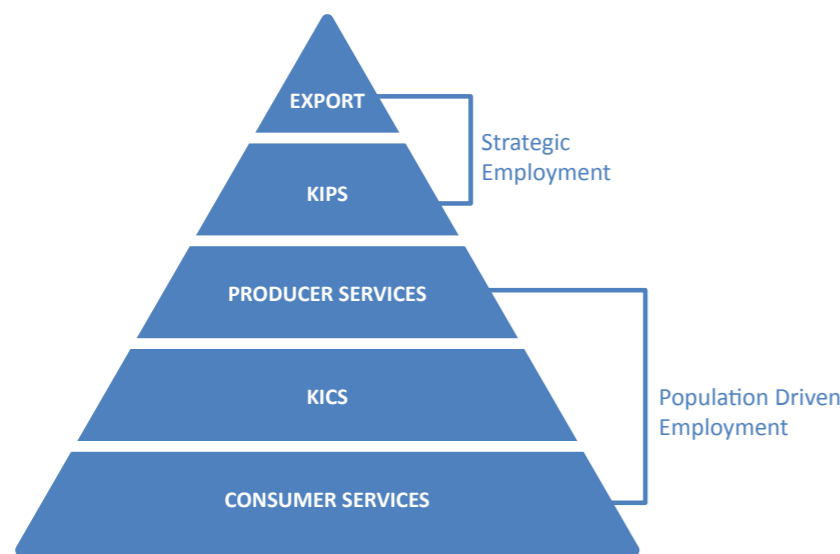 EXPORT
Strategic
Employment
KIPS
PRODUCER SERVICES
KICS
Population Driven
Employment
CONSUMER SERVICES